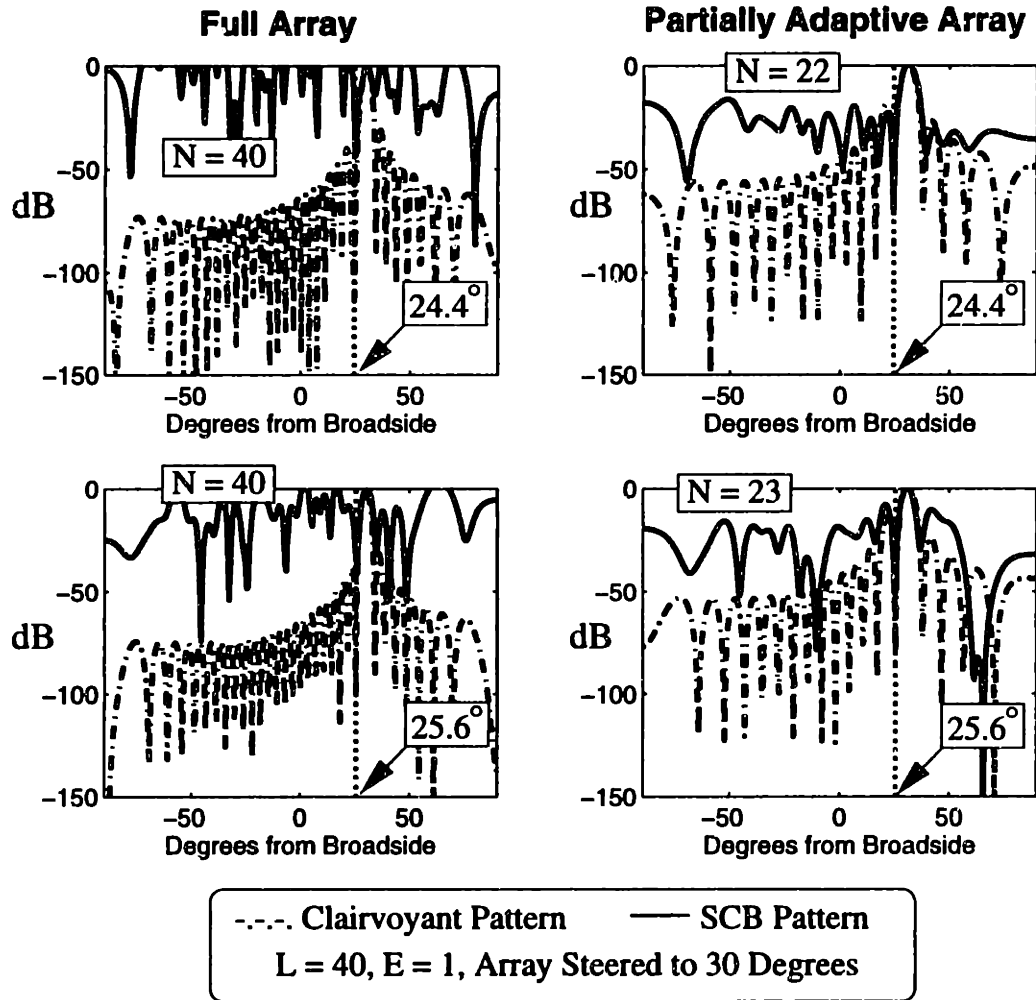 Full Array
Partially Adaptive Array
0
-50
-100
-150
dB
N = 40
24.4°
-50 0 50
Degrees from Broadside
0
-50
-100
-150
dB
N = 22
24.4°
-50 0 50
Degrees from Broadside
0
-50
-100
-150
dB
N = 40
25.6°
-50 0 50
Degrees from Broadside
0
-50
-100
-150
dB
N = 23
25.6°
-50 0 50
Degrees from Broadside
-.-.-. Clairvoyant Pattern —— SCB Pattern
L = 40, E = 1, Array Steered to 30 Degrees